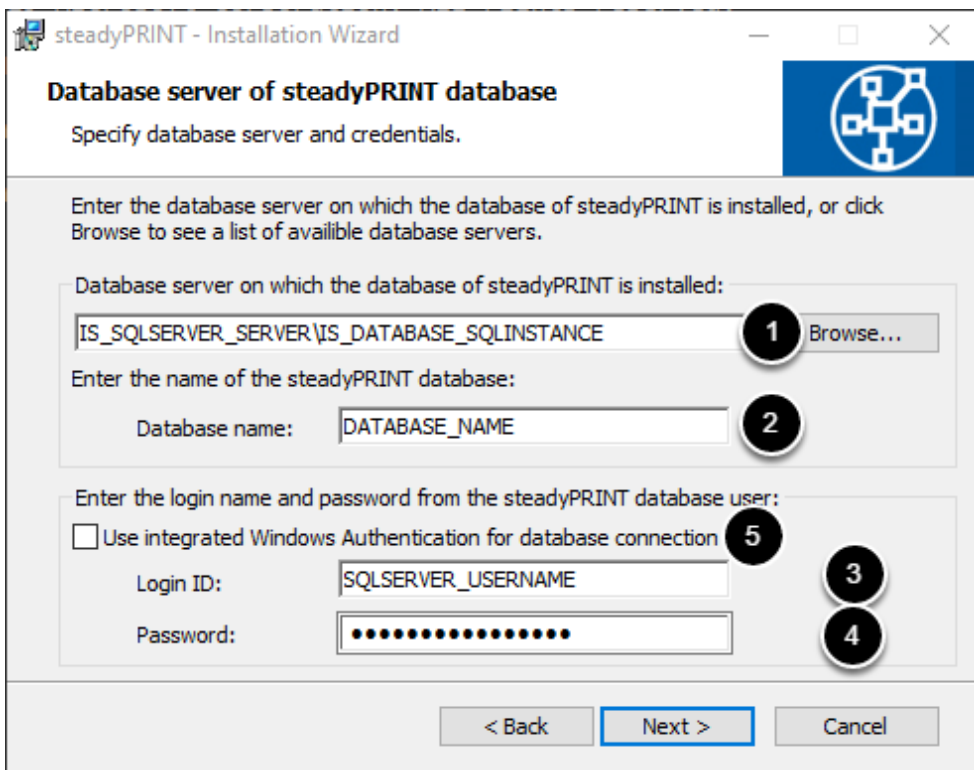 steadyPRINT - Installation Wizard
Database server of steadyPRINT database
Specify database server and credentials.
Enter the database server on which the database of steadyPRINT is installed, or click
Browse to see a list of availible database servers.
Database server on which the database of steadyPRINT is installed:
IS_SQLSERVER_SERVER\IS_DATABASE_SQLINSTANCE 1 Browse...
Enter the name of the steadyPRINT database:
Database name: DATABASE_NAME 2
Enter the login name and password from the steadyPRINT database user:
Use integrated Windows Authentication for database connection 5
Login ID: SQLSERVER_USERNAME 3
Password: •••••••••••••••• 4
< Back Next > Cancel